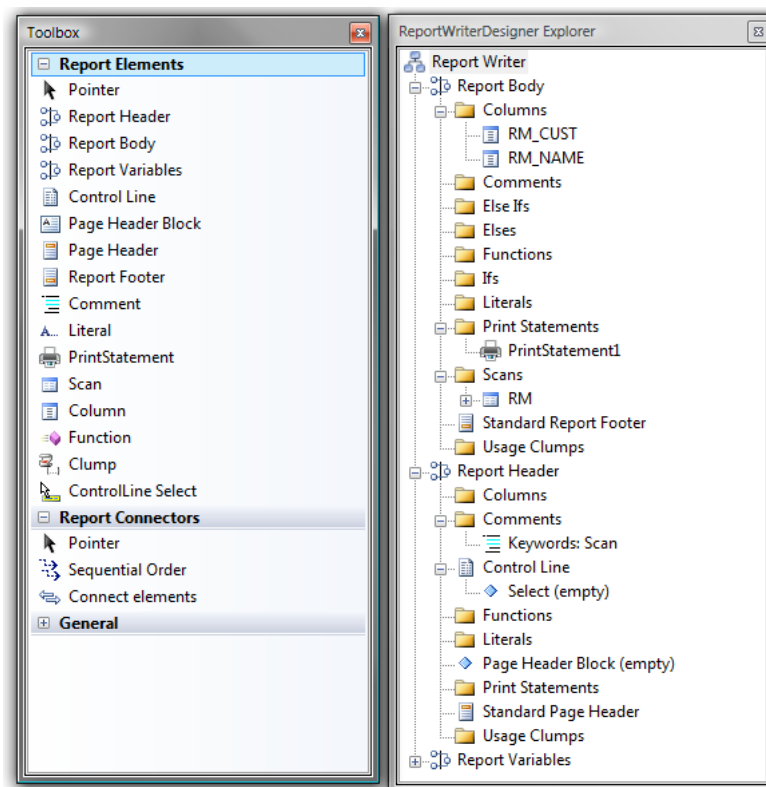 Toolbox
Report Elements
Pointer
Report Header
Report Body
Report Variables
Control Line
Page Header Block
Page Header
Report Footer
Comment
A... Literal
PrintStatement
Scan
Column
Function
Clump
ControlLine Select
Report Connectors
Pointer
Sequential Order
Connect elements
General
ReportWriterDesigner Explorer
Report Writer
Report Body
Columns
RM_CUST
RM_NAME
Comments
Else Ifs
Elses
Functions
Ifs
Literals
Print Statements
PrintStatement1
Scans
RM
Standard Report Footer
Usage Clumps
Report Header
Columns
Comments
Keywords: Scan
Control Line
Select (empty)
Functions
Literals
Page Header Block (empty)
Print Statements
Standard Page Header
Usage Clumps
Report Variables